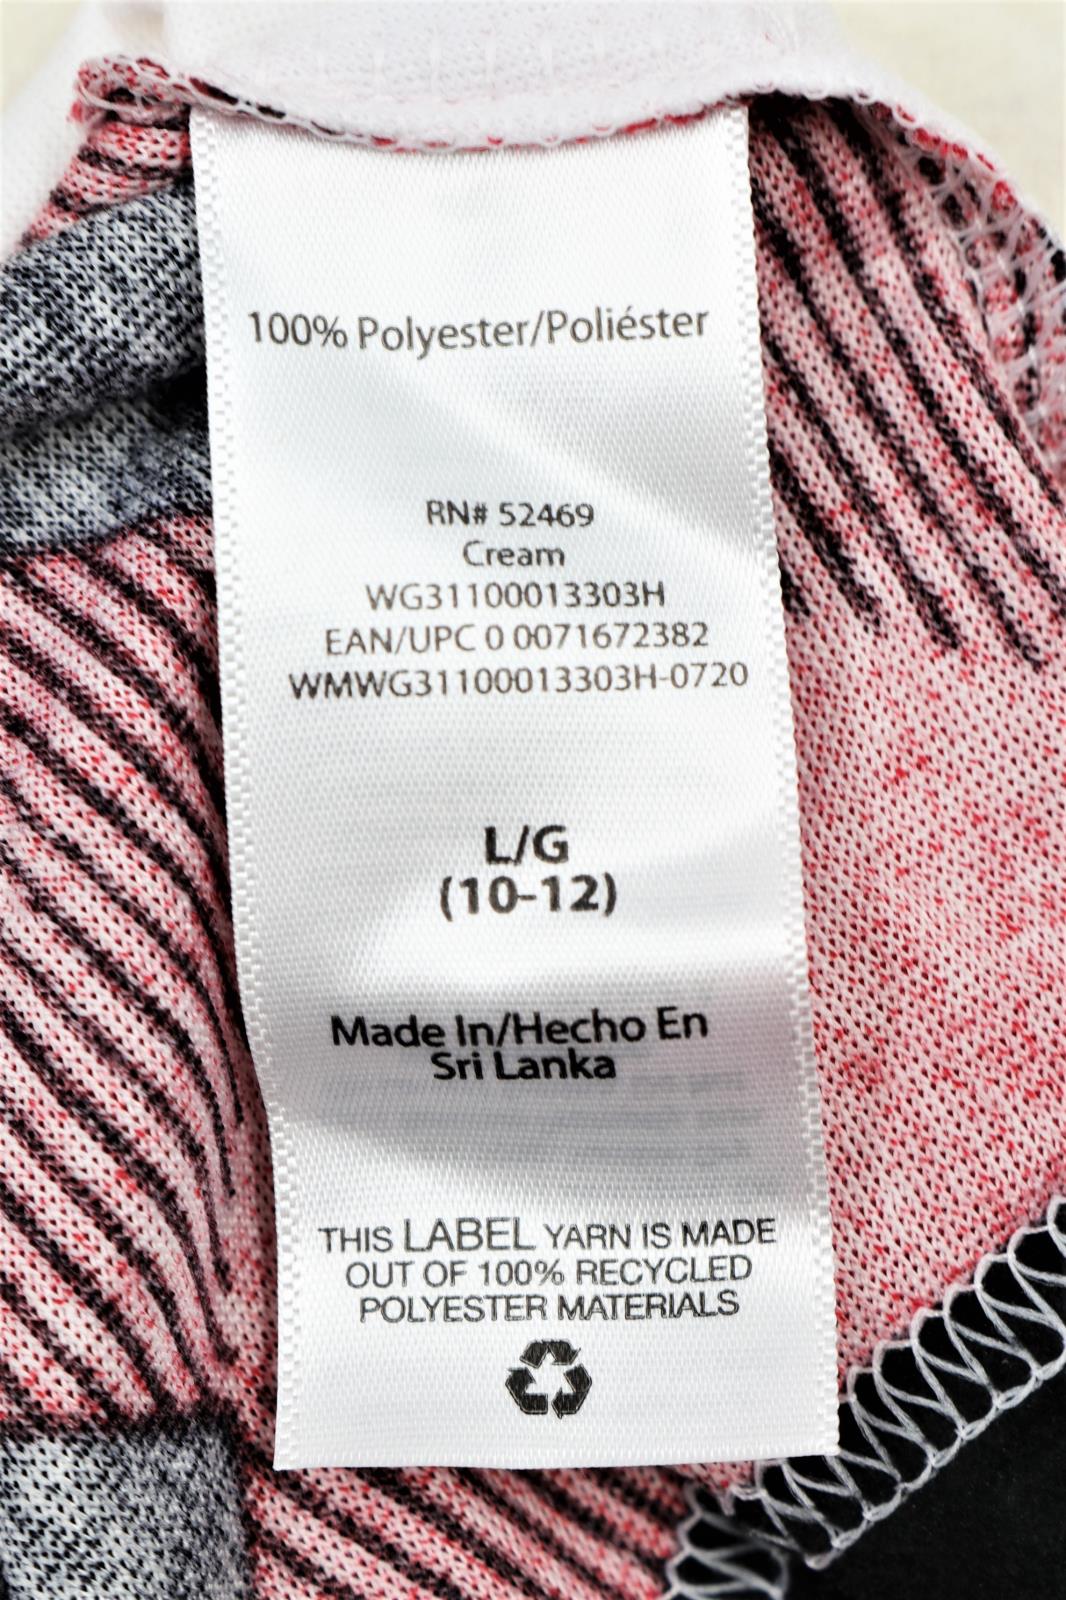 100% Polyester/Poliéster
RN# 52469
Cream
WG31100013303H
EAN/UPC 0 0071672382
WMWG31100013303H-0720
L/G
(10-12)
Made In/Hecho En
Sri Lanka
THIS LABEL YARN IS MADE
OUT OF 100% RECYCLED
POLYESTER MATERIALS